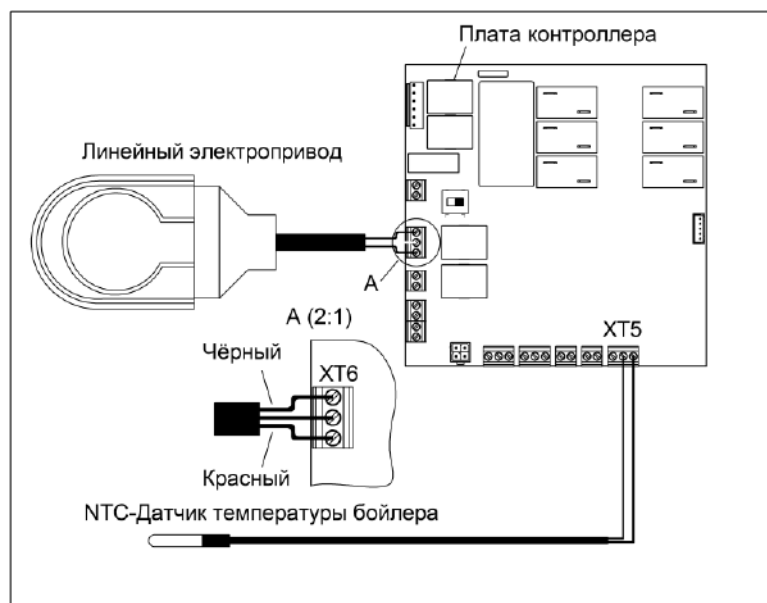 Плата контроллера
Линейный электропривод
А
А (2:1)
XT5
Чёрный
XT6
Красный
NTC-Датчик температуры бойлера